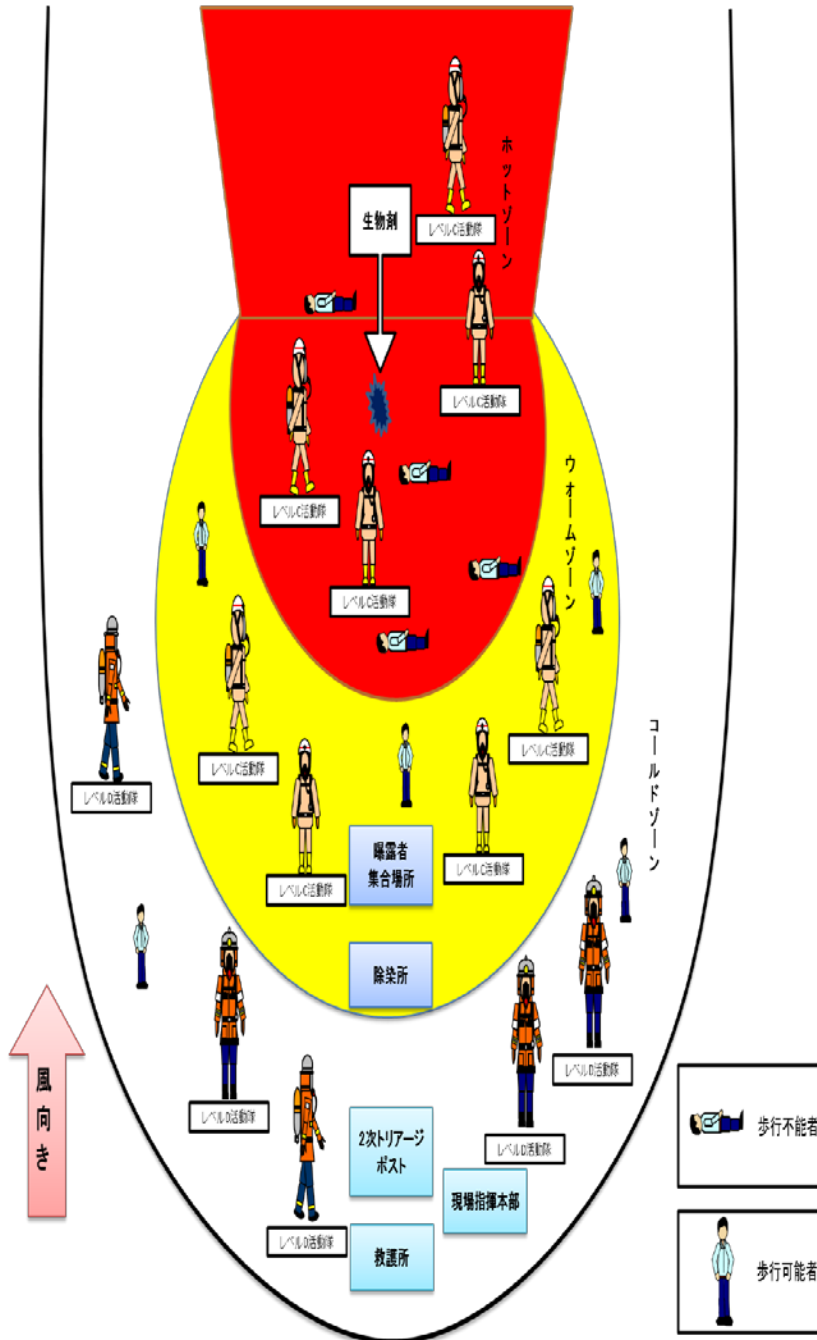 ホットゾーン
生物剤
レベルC活動隊
レベルC活動隊
レベルC活動隊
ウォームゾーン
レベルC活動隊
レベルC活動隊
レベルC活動隊
コールドゾーン
レベルD活動隊
曝露者
集合場所
レベルC活動隊
レベルC活動隊
除染所
風向き
レベルD活動隊
レベルD活動隊
2次トリアージ
ポスト
レベルD活動隊
現場指揮本部
レベルD活動隊
救護所
歩行不能者
歩行可能者